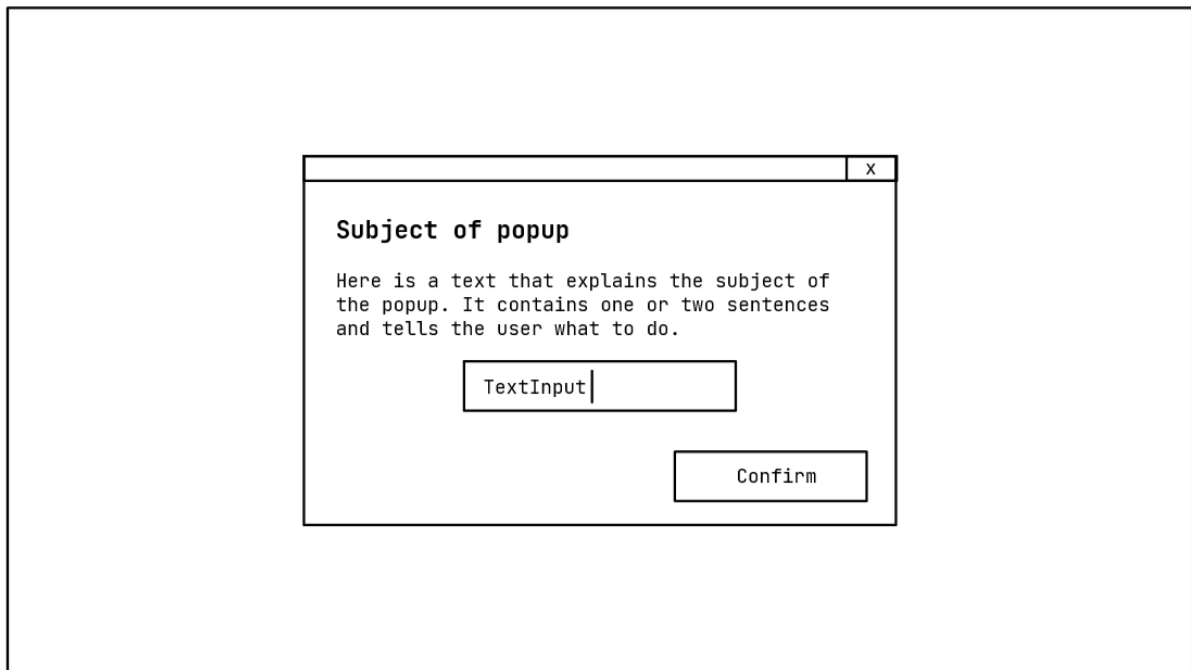 X
Subject of popup
Here is a text that explains the subject of
the popup. It contains one or two sentences
and tells the user what to do.
TextInput
Confirm